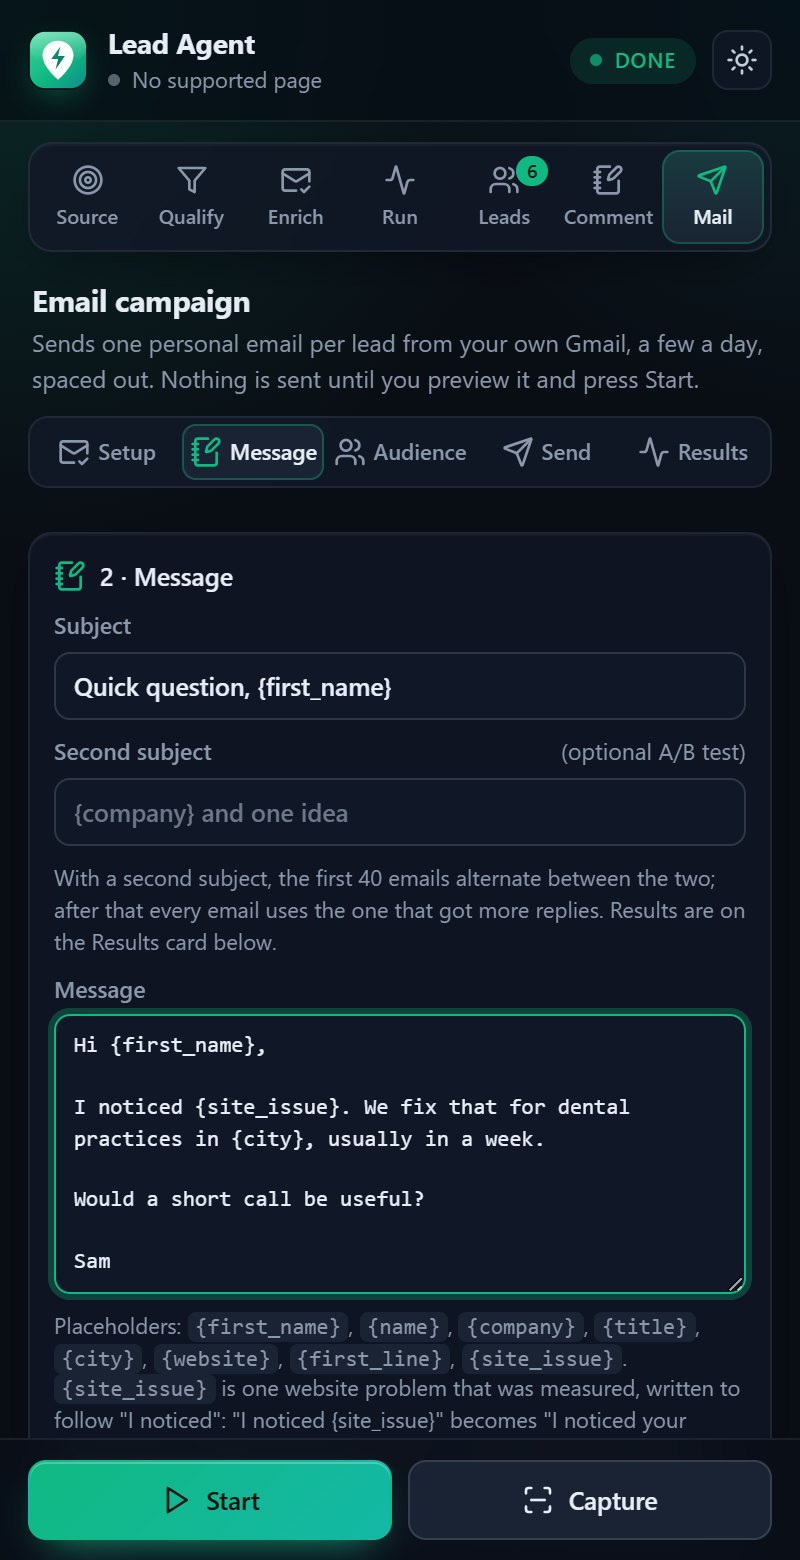 Lead Agent
No supported page
DONE
Source
Qualify
Enrich
Run
Leads
6
Comment
Mail
Email campaign
Sends one personal email per lead from your own Gmail, a few a day,
spaced out. Nothing is sent until you preview it and press Start.
Setup
Message
Audience
Send
Results
2 · Message
Subject
Quick question, {first_name}
Second subject
(optional A/B test)
{company} and one idea
With a second subject, the first 40 emails alternate between the two;
after that every email uses the one that got more replies. Results are on
the Results card below.
Message
Hi {first_name},
I noticed {site_issue}. We fix that for dental
practices in {city}, usually in a week.
Would a short call be useful?
Sam
Placeholders: {first_name}, {name}, {company}, {title},
{city}, {website}, {first_line}, {site_issue}.
{site_issue} is one website problem that was measured, written to
follow "I noticed": "I noticed {site_issue}" becomes "I noticed your
Start
Capture